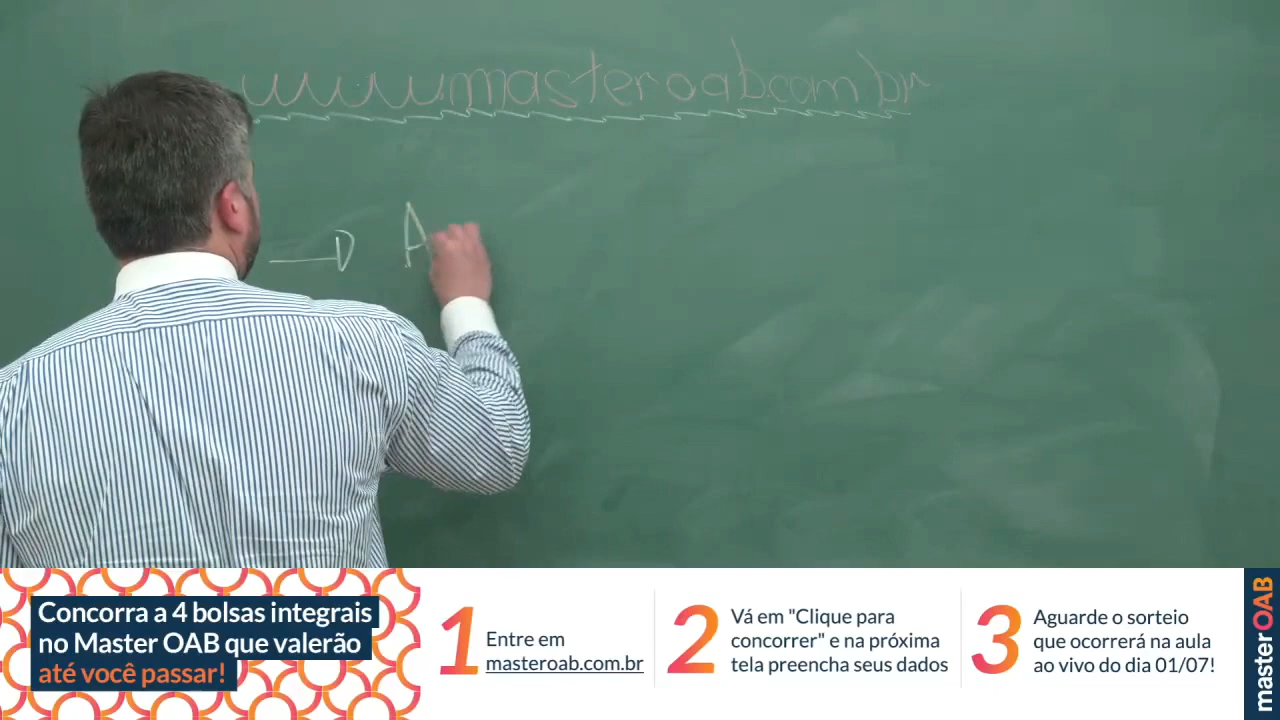 wwwmasteroab.com.br
A
Concorra a 4 bolsas integrais
no Master OAB que valerão
até você passar!
1
Entre em
masteroab.com.br
2
Vá em "Clique para
concorrer" e na próxima
tela preencha seus dados
3
Aguarde o sorteio
que ocorrerá na aula
ao vivo do dia 01/07!
masterOAB